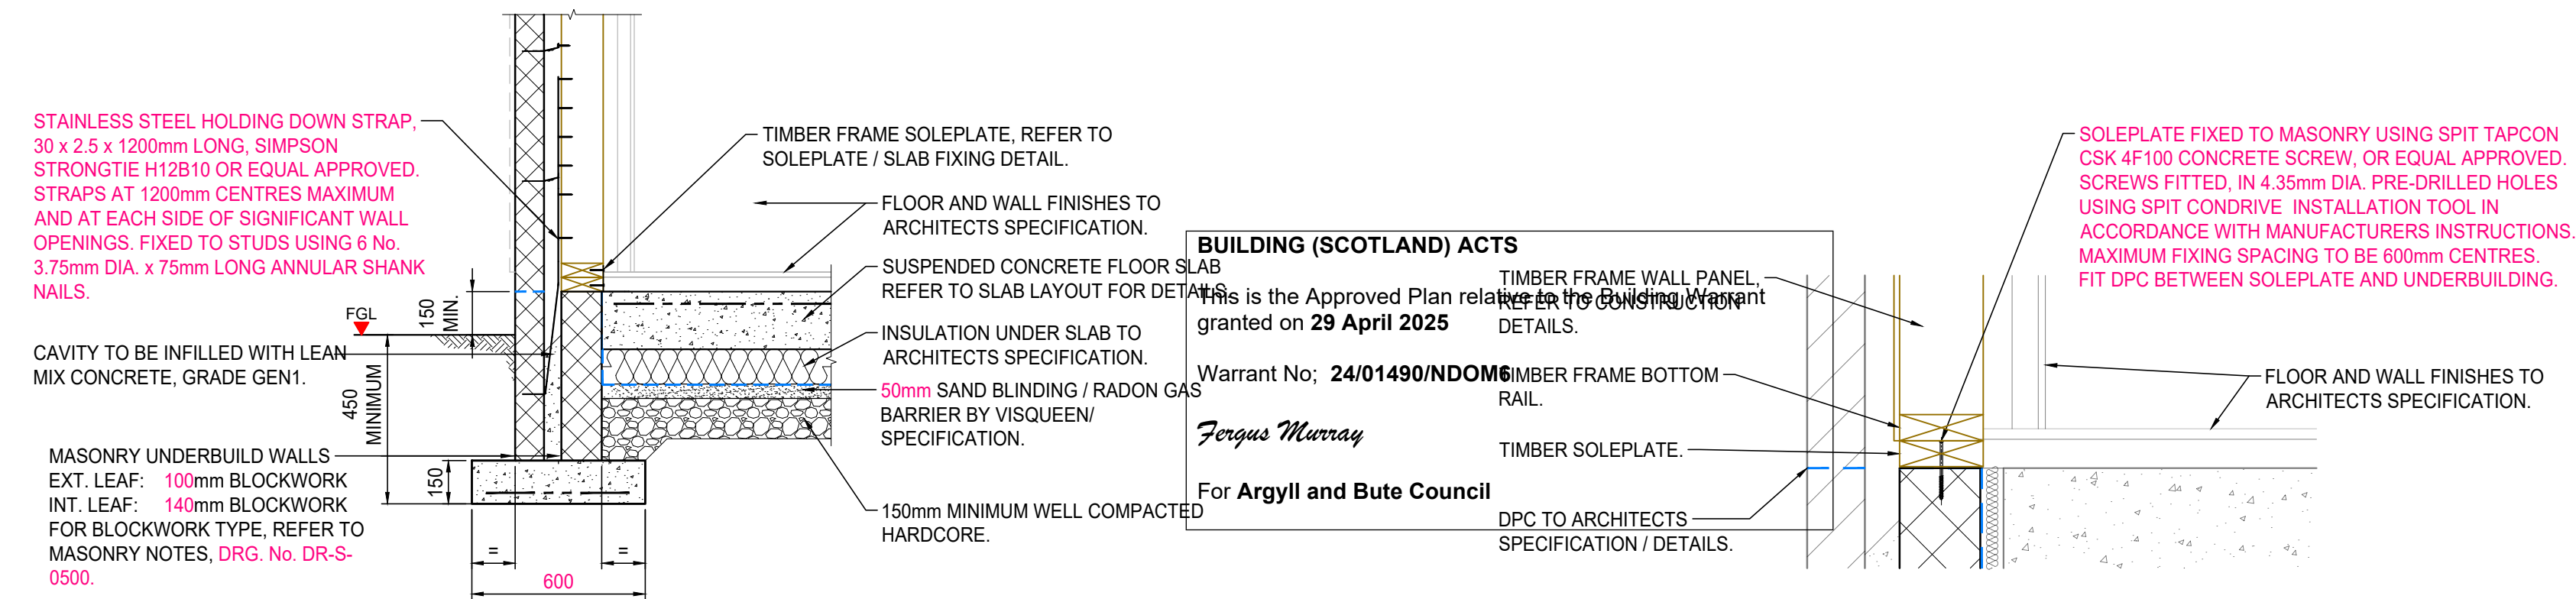 STAINLESS STEEL HOLDING DOWN STRAP,
30 x 2.5 x 1200mm LONG, SIMPSON
STRONGTIE H12B10 OR EQUAL APPROVED.
STRAPS AT 1200mm CENTRES MAXIMUM
AND AT EACH SIDE OF SIGNIFICANT WALL
OPENINGS. FIXED TO STUDS USING 6 No.
3.75mm DIA. x 75mm LONG ANNULAR SHANK
NAILS.
CAVITY TO BE INFILLED WITH LEAN
MIX CONCRETE, GRADE GEN1.
MASONRY UNDERBUILD WALLS
EXT. LEAF: 100mm BLOCKWORK
INT. LEAF: 140mm BLOCKWORK
FOR BLOCKWORK TYPE, REFER TO
MASONRY NOTES, DRG. No. DR-S-
0500.
FGL
150
MIN.
450
MINIMUM
150
=
=
600
TIMBER FRAME SOLEPLATE, REFER TO
SOLEPLATE / SLAB FIXING DETAIL.
FLOOR AND WALL FINISHES TO
ARCHITECTS SPECIFICATION.
SUSPENDED CONCRETE FLOOR SLAB
REFER TO SLAB LAYOUT FOR DETAILS.
INSULATION UNDER SLAB TO
ARCHITECTS SPECIFICATION.
50mm SAND BLINDING / RADON GAS
BARRIER BY VISQUEEN/
SPECIFICATION.
150mm MINIMUM WELL COMPACTED
HARDCORE.
BUILDING (SCOTLAND) ACTS
This is the Approved Plan relative to the Building Warrant
granted on 29 April 2025
Warrant No; 24/01490/NDOM6
Fergus Murray
For Argyll and Bute Council
TIMBER FRAME WALL PANEL,
REFER TO CONSTRUCTION
DETAILS.
TIMBER FRAME BOTTOM
RAIL.
TIMBER SOLEPLATE.
DPC TO ARCHITECTS
SPECIFICATION / DETAILS.
SOLEPLATE FIXED TO MASONRY USING SPIT TAPCON
CSK 4F100 CONCRETE SCREW, OR EQUAL APPROVED.
SCREWS FITTED, IN 4.35mm DIA. PRE-DRILLED HOLES
USING SPIT CONDRIVE INSTALLATION TOOL IN
ACCORDANCE WITH MANUFACTURERS INSTRUCTIONS.
MAXIMUM FIXING SPACING TO BE 600mm CENTRES.
FIT DPC BETWEEN SOLEPLATE AND UNDERBUILDING.
FLOOR AND WALL FINISHES TO
ARCHITECTS SPECIFICATION.